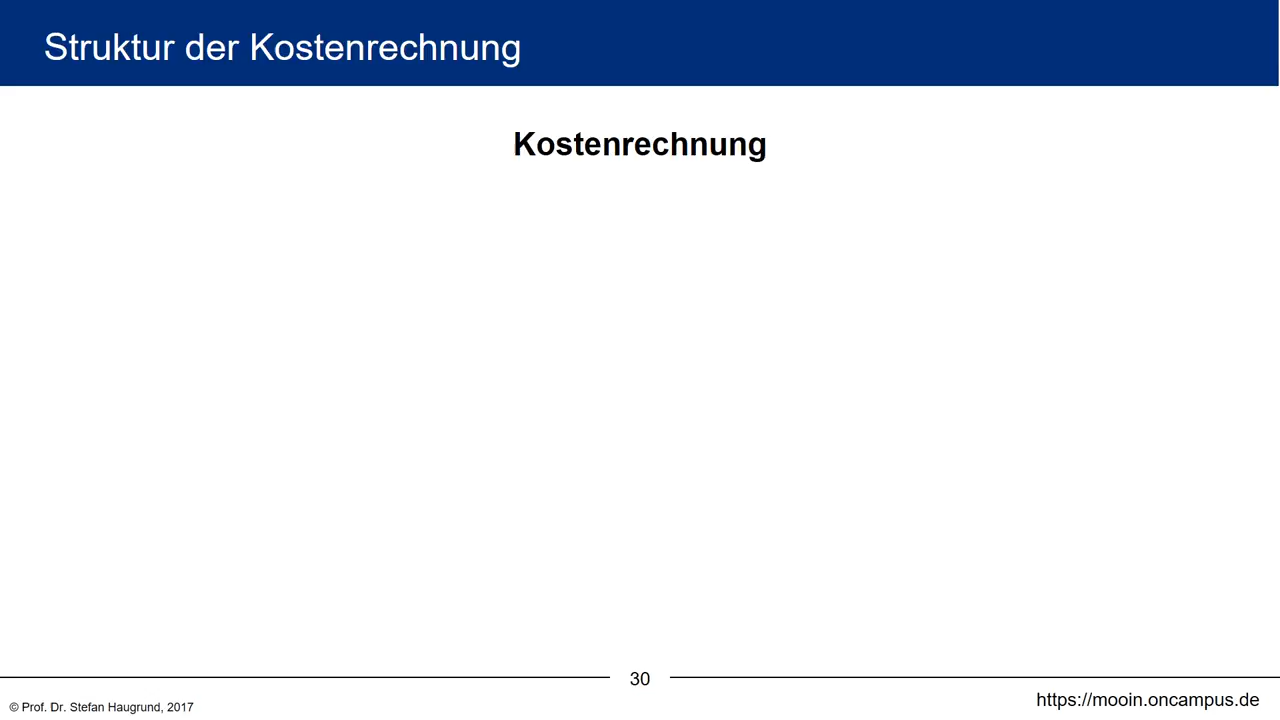 Struktur der Kostenrechnung
Kostenrechnung
30
© Prof. Dr. Stefan Haugrund, 2017
https://mooin.oncampus.de